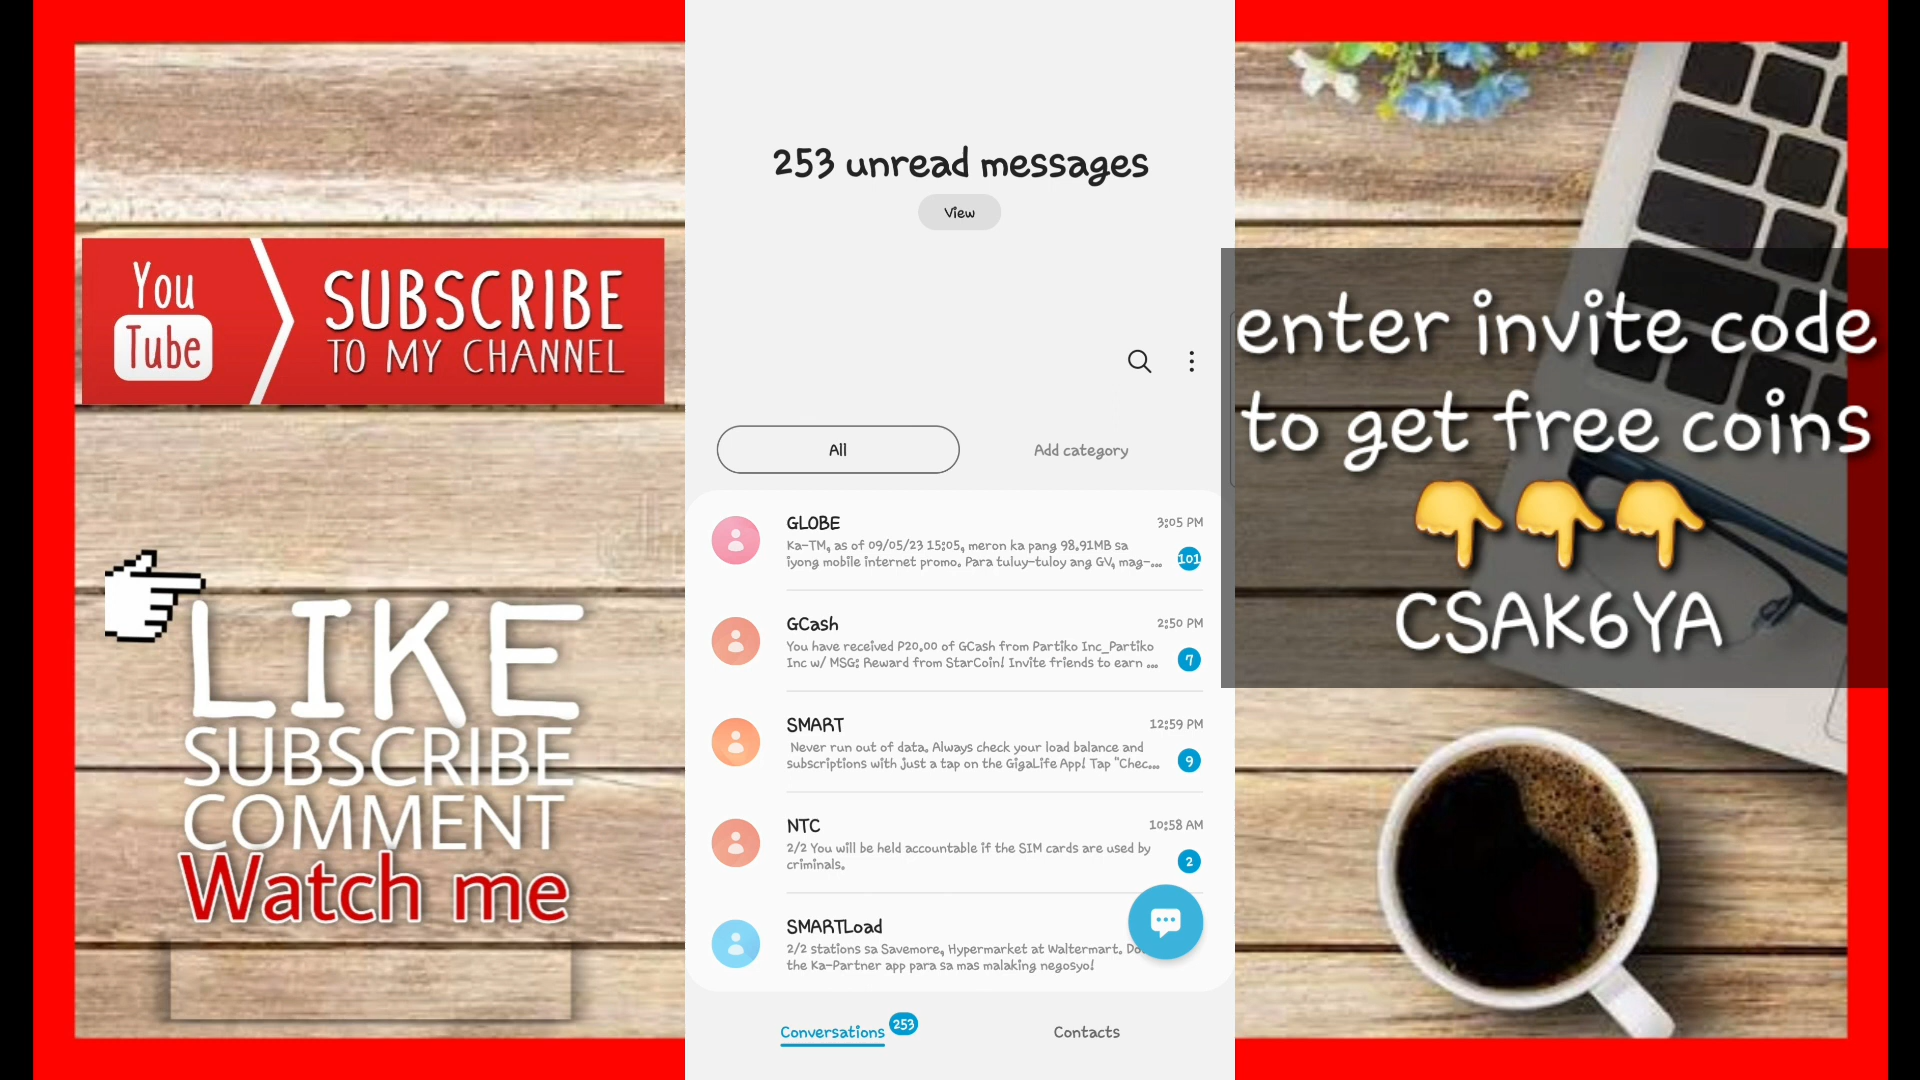 You
Tube
SUBSCRIBE
TO MY CHANNEL
LIKE
SUBSCRIBE
COMMENT
Watch me
253 unread messages
View
All
Add category
GLOBE
3:05 PM
Ka-TM, as of 09/05/23 15:05, meron ka pang 98.91MB sa
iyong mobile internet promo. Para tuluy-tuloy ang GV, mag-...
101
GCash
2:50 PM
You have received P20.00 of GCash from Partiko Inc_Partiko
Inc w/ MSG: Reward from StarCoin! Invite friends to earn ...
7
SMART
12:59 PM
Never run out of data. Always check your load balance and
subscriptions with just a tap on the GigaLife App! Tap "Chec...
9
NTC
10:58 AM
2/2 You will be held accountable if the SIM cards are used by
criminals.
2
SMARTLoad
2/2 stations sa Savemore, Hypermarket at Waltermart.
the Ka-Partner app para sa mas malaking negosyo!
Conversations
253
Contacts
enter invite code
to get free coins
👇👇👇
CSAK6YA